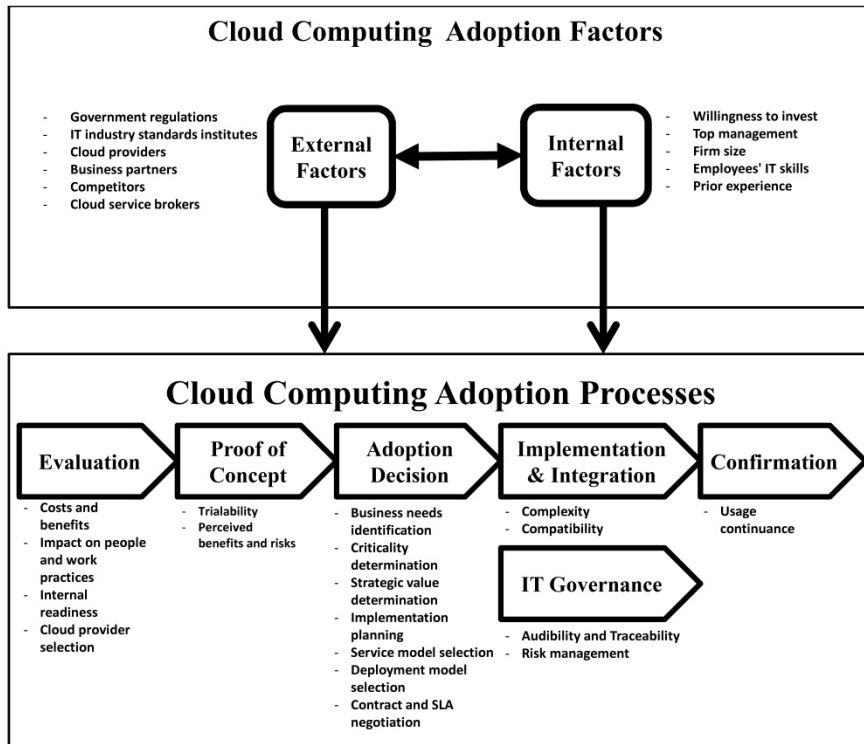 Cloud Computing Adoption Factors
- Government regulations
- IT industry standards institutes
- Cloud providers
- Business partners
- Competitors
- Cloud service brokers
External
Factors
Internal
Factors
- Willingness to invest
- Top management
- Firm size
- Employees' IT skills
- Prior experience
Cloud Computing Adoption Processes
Evaluation
- Costs and
benefits
- Impact on people
and work
practices
- Internal
readiness
- Cloud provider
selection
Proof of
Concept
- Trialability
- Perceived
benefits and risks
Adoption
Decision
- Business needs
identification
- Criticality
determination
- Strategic value
determination
- Implementation
planning
- Service model selection
- Deployment model
selection
- Contract and SLA
negotiation
Implementation
& Integration
- Complexity
- Compatibility
IT Governance
- Audibility and Traceability
- Risk management
Confirmation
- Usage
continuance